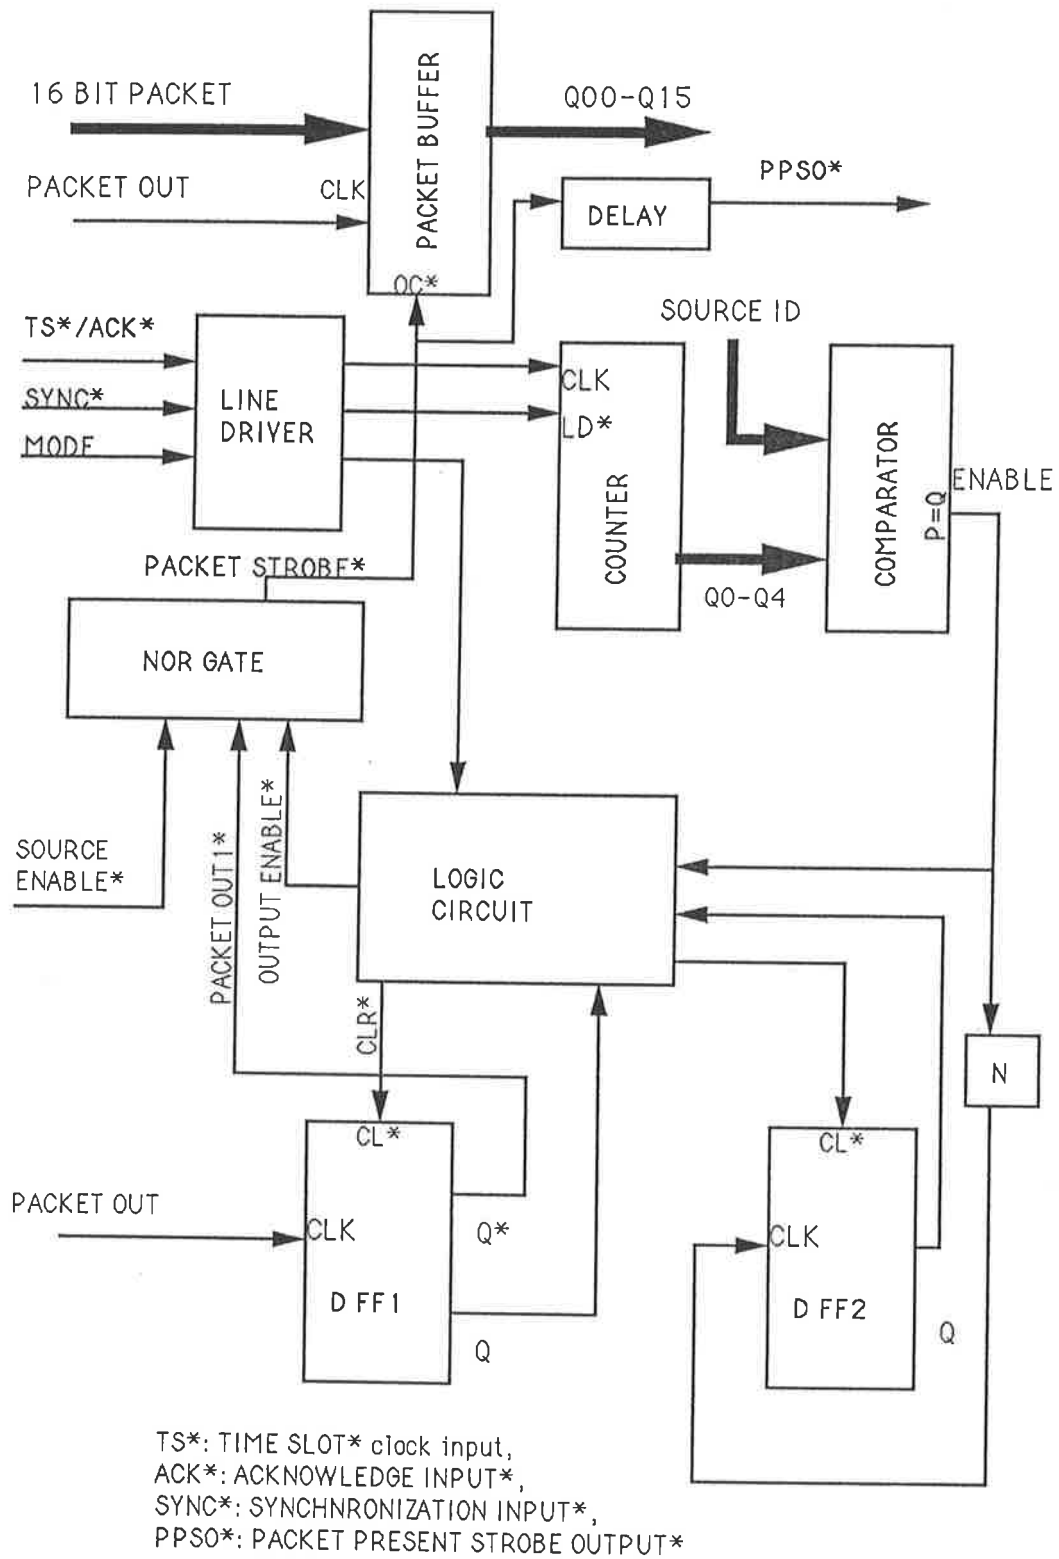 16 BIT PACKET
PACKET OUT
CLK
PACKET BUFFER
OC*
Q00-Q15
DELAY
PPSO*
TS*/ACK*
SYNC*
MODE
LINE
DRIVER
CLK
LD*
COUNTER
SOURCE ID
COMPARATOR
P=Q
ENABLE
Q0-Q4
PACKET STROBE*
NOR GATE
SOURCE
ENABLE*
PACKET OUT1*
OUTPUT ENABLE*
LOGIC
CIRCUIT
CLR*
N
CL*
PACKET OUT
CLK
Q*
D FF1
Q
CL*
CLK
D FF2
Q
TS*: TIME SLOT* clock input,
ACK*: ACKNOWLEDGE INPUT*,
SYNC*: SYNCHNRONIZATION INPUT*,
PPSO*: PACKET PRESENT STROBE OUTPUT*